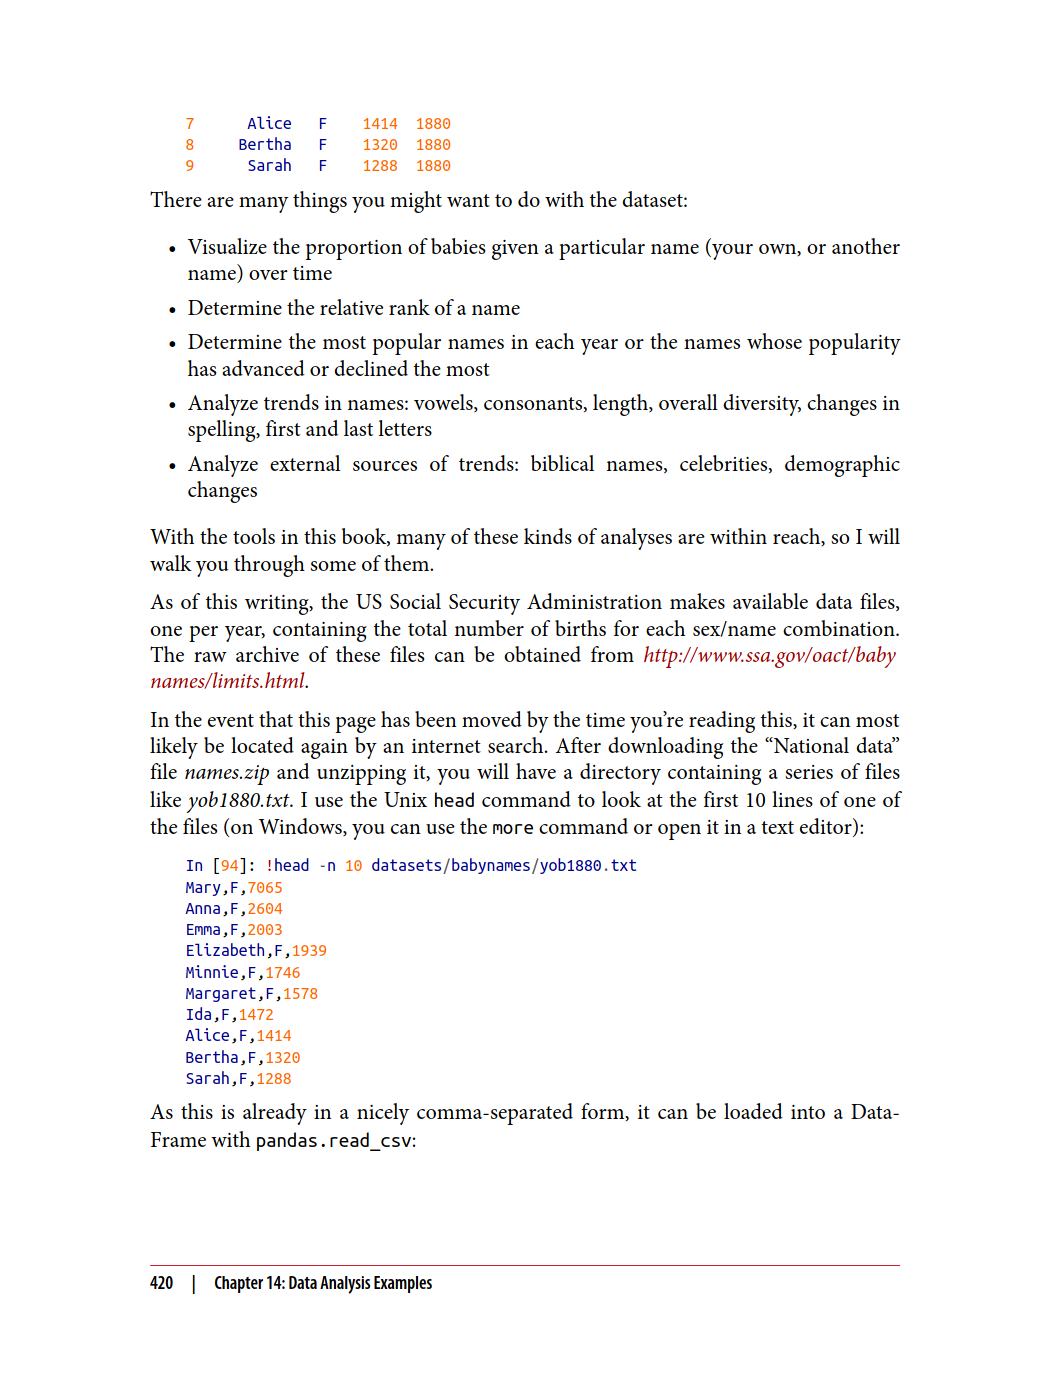 7 Alice F 1414 1880
8 Bertha F 1320 1880
9 Sarah F 1288 1880
There are many things you might want to do with the dataset:
• Visualize the proportion of babies given a particular name (your own, or another
name) over time
• Determine the relative rank of a name
• Determine the most popular names in each year or the names whose popularity
has advanced or declined the most
• Analyze trends in names: vowels, consonants, length, overall diversity, changes in
spelling, first and last letters
• Analyze external sources of trends: biblical names, celebrities, demographic
changes
With the tools in this book, many of these kinds of analyses are within reach, so I will
walk you through some of them.
As of this writing, the US Social Security Administration makes available data files,
one per year, containing the total number of births for each sex/name combination.
The raw archive of these files can be obtained from http://www.ssa.gov/oact/baby
names/limits.html.
In the event that this page has been moved by the time you’re reading this, it can most
likely be located again by an internet search. After downloading the “National data”
file names.zip and unzipping it, you will have a directory containing a series of files
like yob1880.txt. I use the Unix head command to look at the first 10 lines of one of
the files (on Windows, you can use the more command or open it in a text editor):
In [94]: !head -n 10 datasets/babynames/yob1880.txt
Mary,F,7065
Anna,F,2604
Emma,F,2003
Elizabeth,F,1939
Minnie,F,1746
Margaret,F,1578
Ida,F,1472
Alice,F,1414
Bertha,F,1320
Sarah,F,1288
As this is already in a nicely comma-separated form, it can be loaded into a Data-
Frame with pandas.read_csv:
420 | Chapter 14: Data Analysis Examples